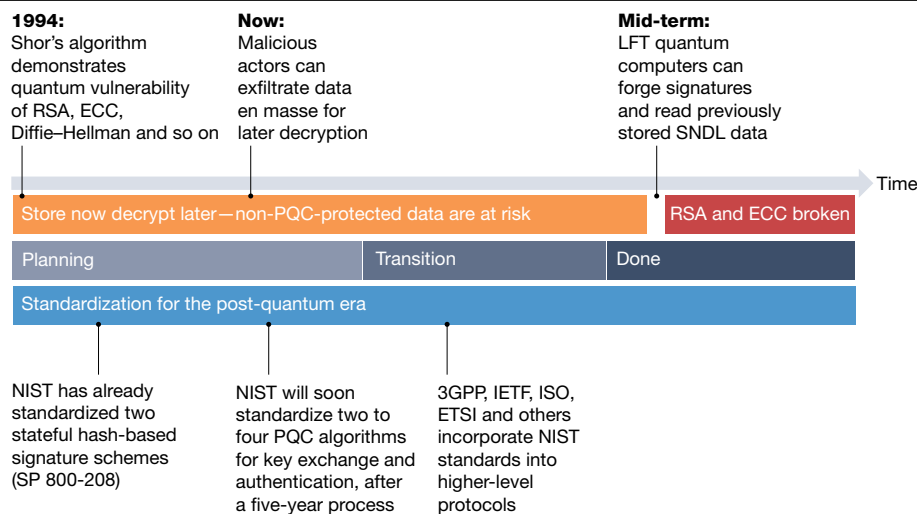 1994:
Shor's algorithm
demonstrates
quantum vulnerability
of RSA, ECC,
Diffie–Hellman and so on
Now:
Malicious
actors can
exfiltrate data
en masse for
later decryption
Mid-term:
LFT quantum
computers can
forge signatures
and read previously
stored SNDL data
Time
Store now decrypt later—non-PQC-protected data are at risk
RSA and ECC broken
Planning
Transition
Done
Standardization for the post-quantum era
NIST has already
standardized two
stateful hash-based
signature schemes
(SP 800-208)
NIST will soon
standardize two to
four PQC algorithms
for key exchange and
authentication, after
a five-year process
3GPP, IETF, ISO,
ETSI and others
incorporate NIST
standards into
higher-level
protocols